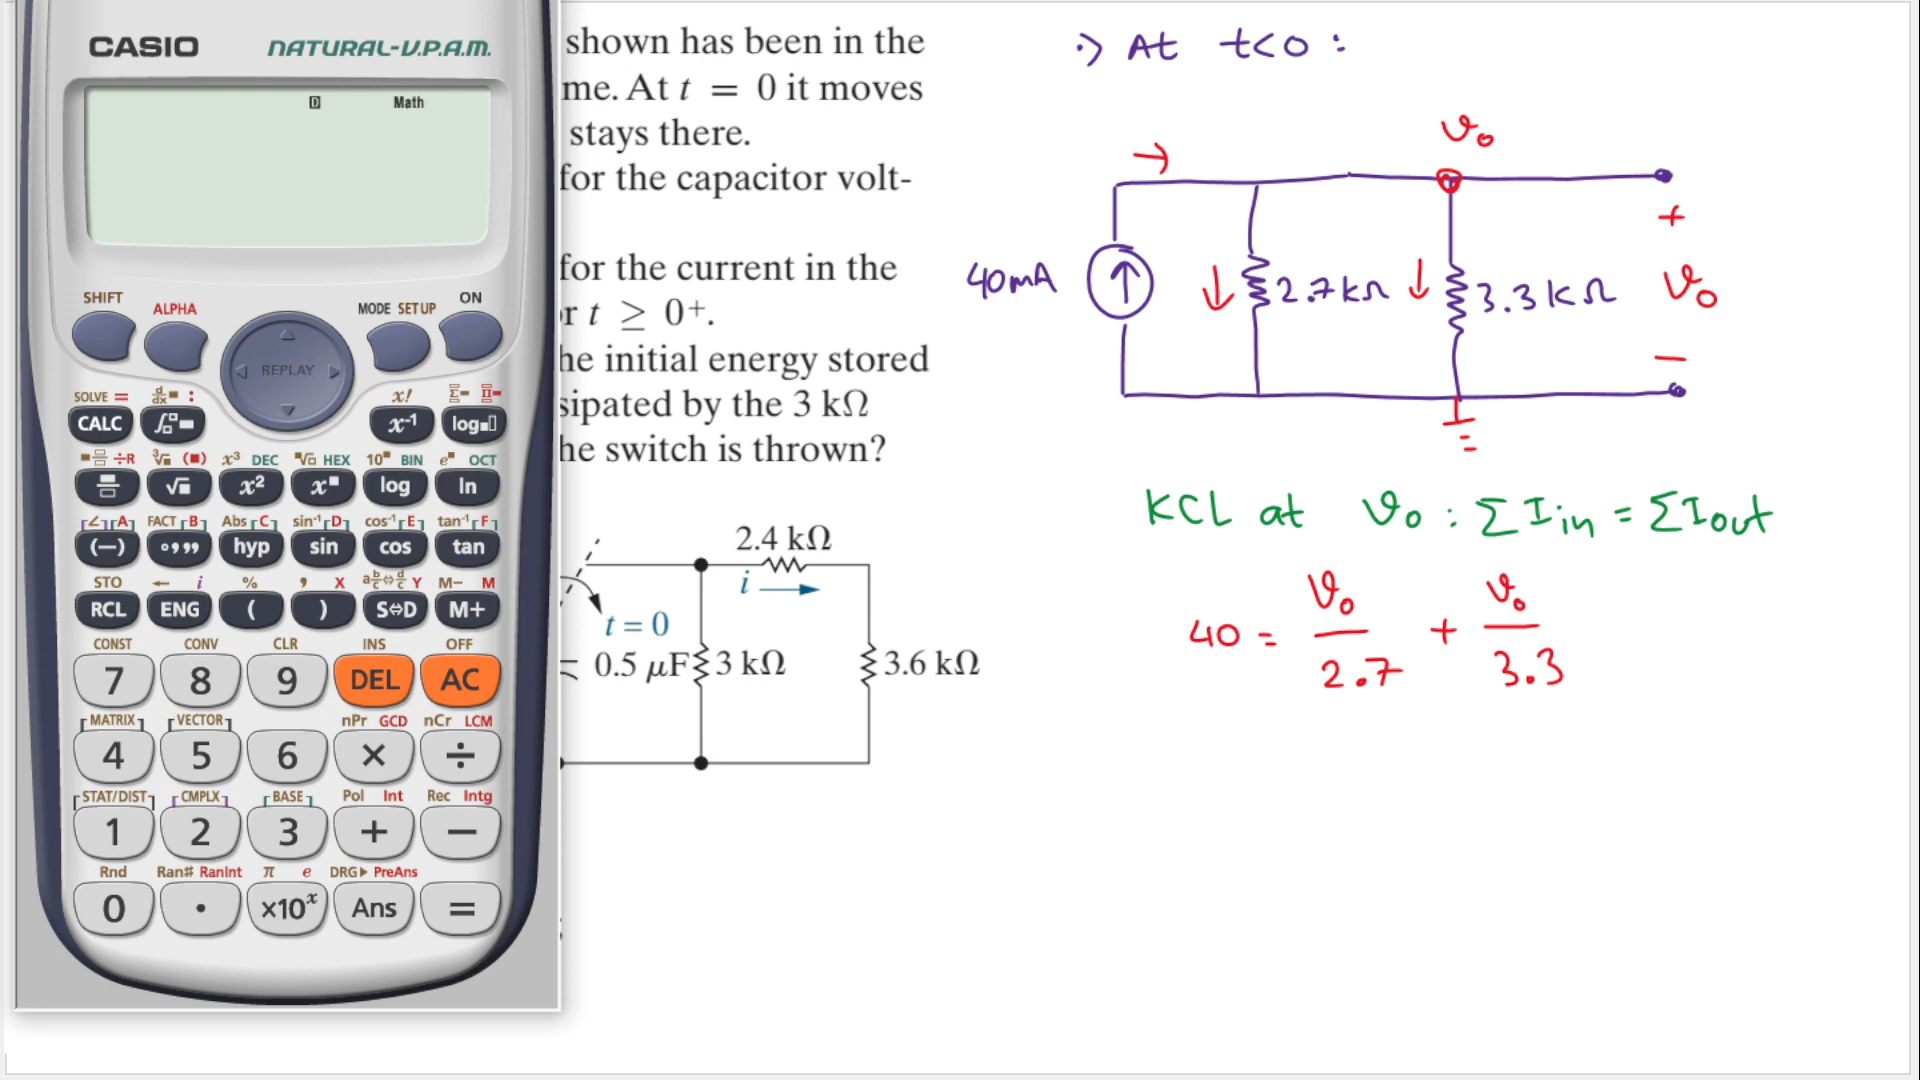 CASIO NATURAL-V.P.A.M.
D Math
SHIFT ALPHA MODE SETUP ON
REPLAY
SOLVE = d/dx : x! Σ Π
CALC x-1 log
÷R 3√ x3 DEC √ HEX 10 BIN e OCT
√ x2 x log ln
∠ A FACT B Abs C sin-1 D cos-1 E tan-1 F
(−) °,,, hyp sin cos tan
STO ← i % , X a b/c ⇔ d/c Y M− M
RCL ENG ( ) S⇔D M+
CONST CONV CLR INS OFF
7 8 9 DEL AC
MATRIX VECTOR nPr GCD nCr LCM
4 5 6 × ÷
STAT/DIST CMPLX BASE Pol Int Rec Intg
1 2 3 + −
Rnd Ran# RanInt π e DRG▸ PreAns
0 . ×10x Ans =
shown has been in the
me. At t = 0 it moves
stays there.
for the capacitor volt-
for the current in the
r t ≥ 0+.
he initial energy stored
sipated by the 3 kΩ
he switch is thrown?
2.4 kΩ
i
t = 0
0.5 μF 3 kΩ 3.6 kΩ
∙) At t<0 :
v0
+
40mA 2.7kΩ 3.3kΩ v0
−
KCL at v0 : ΣIin = ΣIout
40 = v0/2.7 + v0/3.3